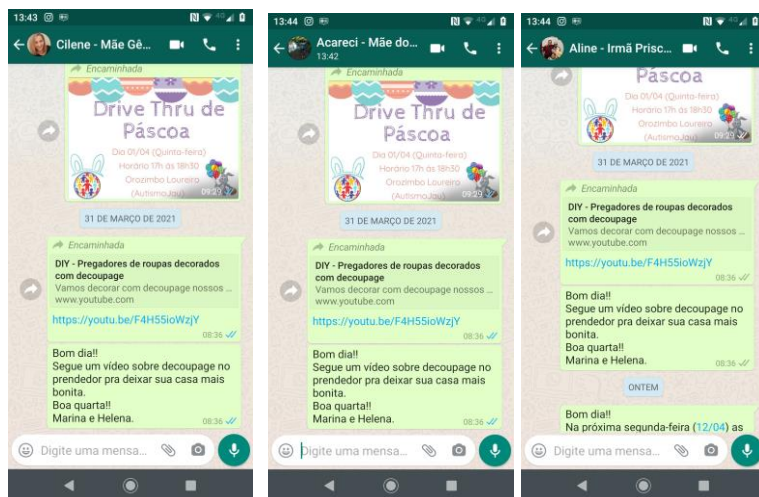 13:43
4G
Cilene - Mãe Gê...
Encaminhada
Drive Thru de
Páscoa
Dia 01/04 (Quinta-feira)
Horário 17h às 18h30
Orozimbo Loureiro
(AutismoJaú)
09:29
31 DE MARÇO DE 2021
Encaminhada
DIY - Pregadores de roupas decorados
com decoupage
Vamos decorar com decoupage nossos ...
www.youtube.com
https://youtu.be/F4H55ioWzjY
08:36
Bom dia!!
Segue um vídeo sobre decoupage no
prendedor pra deixar sua casa mais
bonita.
Boa quarta!!
Marina e Helena.
08:36
Digite uma mensa...
13:44
4G
Acareci - Mãe do...
13:42
Encaminhada
Drive Thru de
Páscoa
Dia 01/04 (Quinta-feira)
Horário 17h às 18h30
Orozimbo Loureiro
(AutismoJaú)
09:29
31 DE MARÇO DE 2021
Encaminhada
DIY - Pregadores de roupas decorados
com decoupage
Vamos decorar com decoupage nossos ...
www.youtube.com
https://youtu.be/F4H55ioWzjY
08:36
Bom dia!!
Segue um vídeo sobre decoupage no
prendedor pra deixar sua casa mais
bonita.
Boa quarta!!
Marina e Helena.
08:36
Digite uma mensa...
13:44
4G
Aline - Irmã Prisc...
Páscoa
Dia 01/04 (Quinta-feira)
Horário 17h às 18h30
Orozimbo Loureiro
(AutismoJaú)
09:29
31 DE MARÇO DE 2021
Encaminhada
DIY - Pregadores de roupas decorados
com decoupage
Vamos decorar com decoupage nossos ...
www.youtube.com
https://youtu.be/F4H55ioWzjY
08:36
Bom dia!!
Segue um vídeo sobre decoupage no
prendedor pra deixar sua casa mais
bonita.
Boa quarta!!
Marina e Helena.
08:36
ONTEM
Bom dia!!
Na próxima segunda-feira (12/04) as
Digite uma mensa...